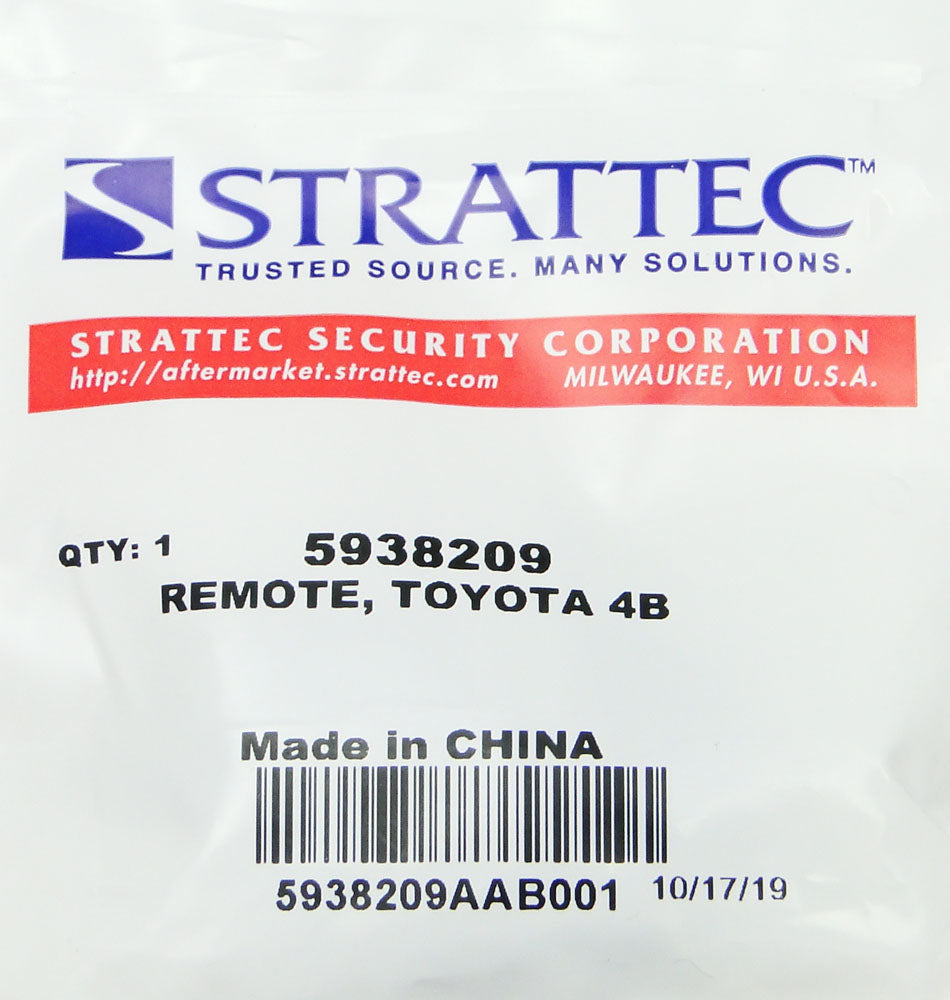 STRATTEC™
TRUSTED SOURCE. MANY SOLUTIONS.
STRATTEC SECURITY CORPORATION
http://aftermarket.strattec.com MILWAUKEE, WI U.S.A.
QTY: 1 5938209
REMOTE, TOYOTA 4B
Made in CHINA
5938209AAB001 10/17/19